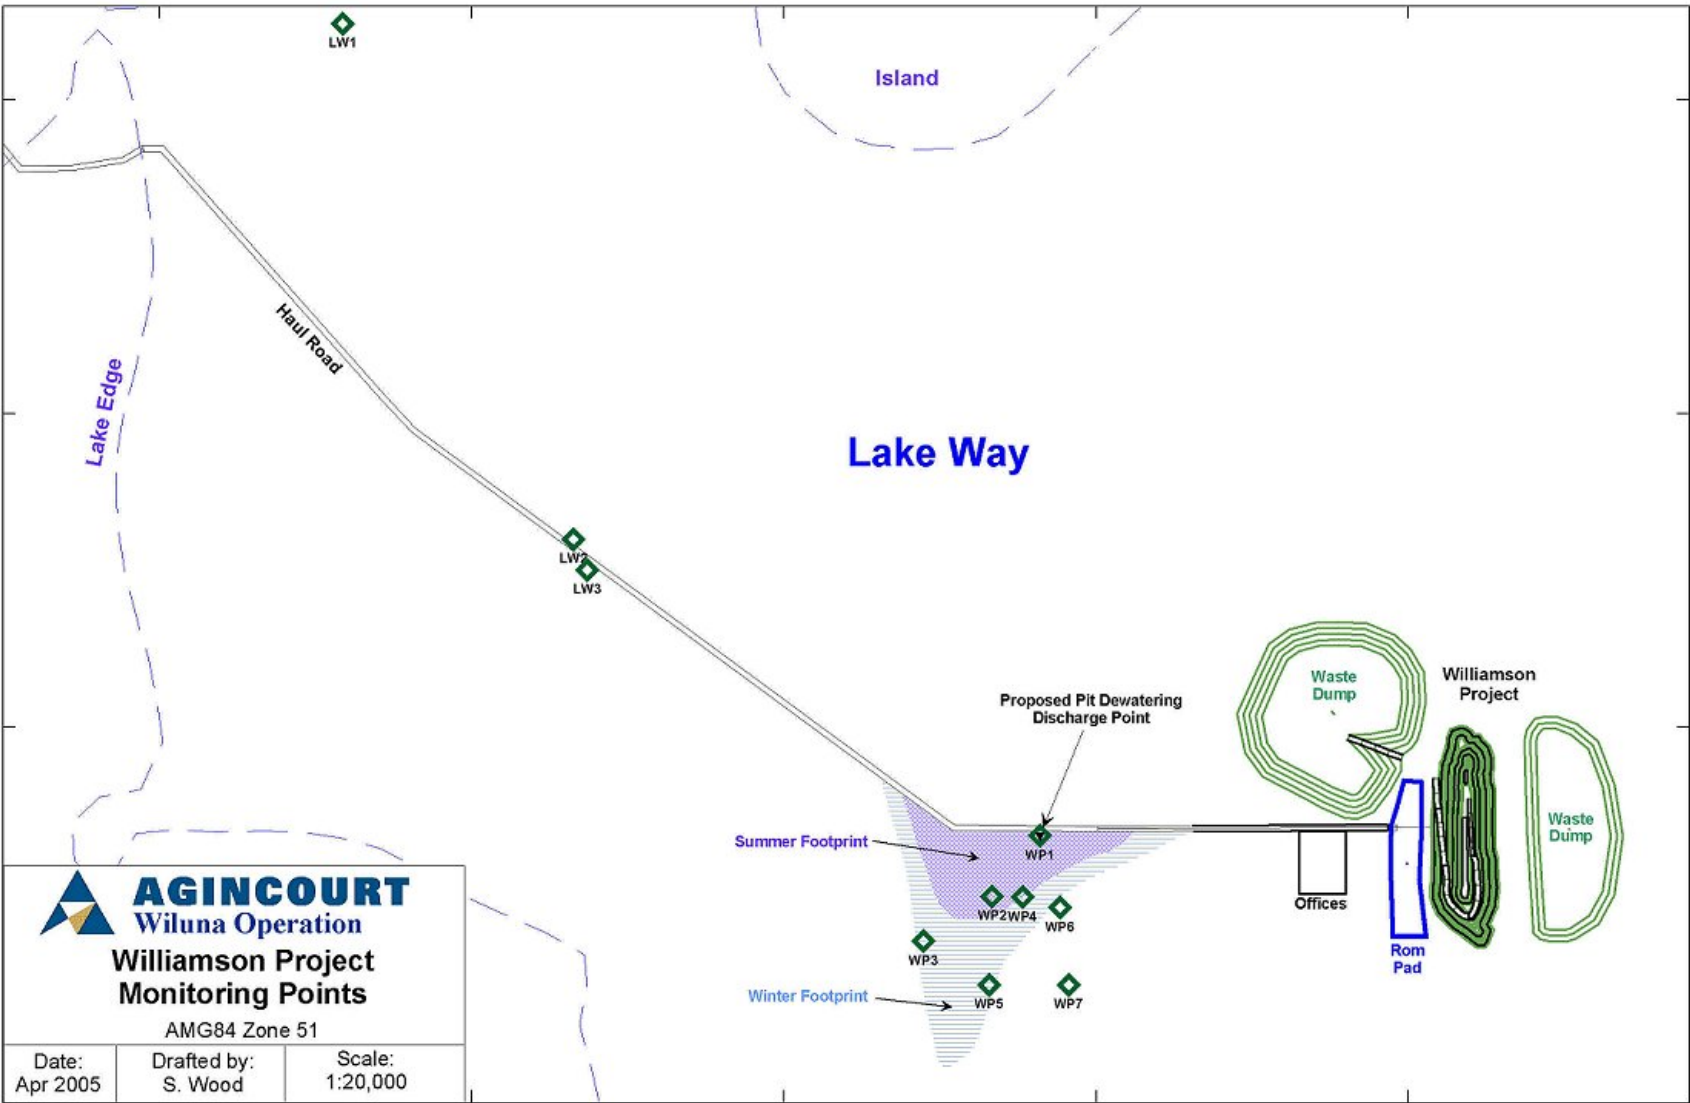 LW1
Island
Haul Road
Lake Edge
Lake Way
LW2
LW3
Proposed Pit Dewatering
Discharge Point
Waste
Dump
Williamson
Project
Waste
Dump
Summer Footprint
WP1
WP2
WP4
WP6
Offices
WP3
Rom
Pad
Winter Footprint
WP5
WP7
AGINCOURT
Wiluna Operation
Williamson Project
Monitoring Points
AMG84 Zone 51
Date:
Apr 2005
Drafted by:
S. Wood
Scale:
1:20,000